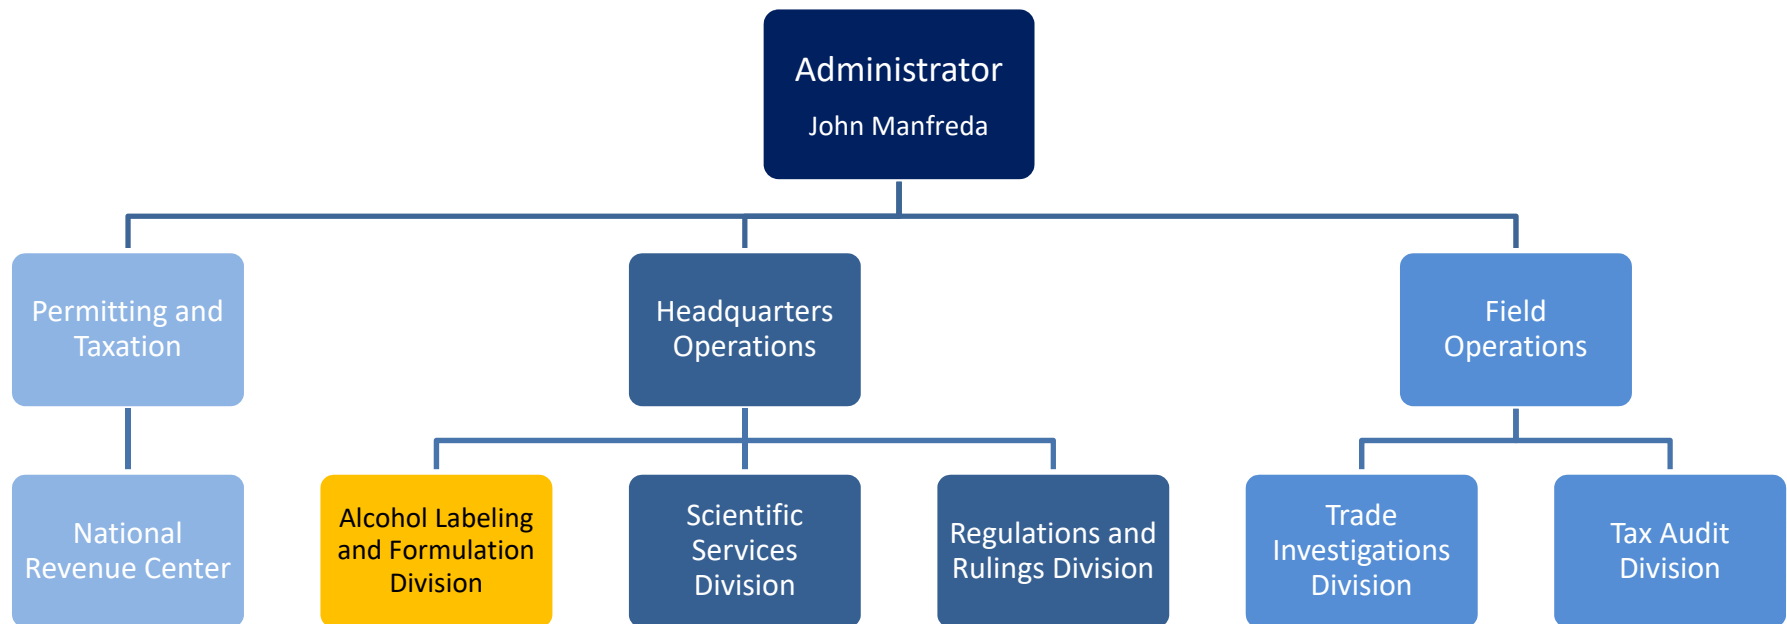 Administrator
John Manfreda
Permitting and
Taxation
Headquarters
Operations
Field
Operations
National
Revenue Center
Alcohol Labeling
and Formulation
Division
Scientific
Services
Division
Regulations and
Rulings Division
Trade
Investigations
Division
Tax Audit
Division